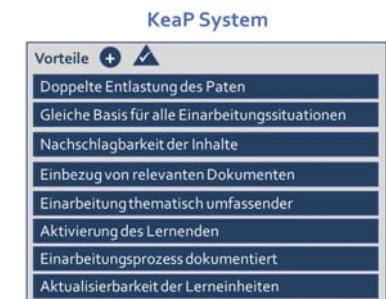 KeaP System
Vorteile
Doppelte Entlastung des Paten
Gleiche Basis für alle Einarbeitungssituationen
Nachschlagbarkeit der Inhalte
Einbezug von relevanten Dokumenten
Einarbeitung thematisch umfassender
Aktivierung des Lernenden
Einarbeitungsprozess dokumentiert
Aktualisierbarkeit der Lerneinheiten